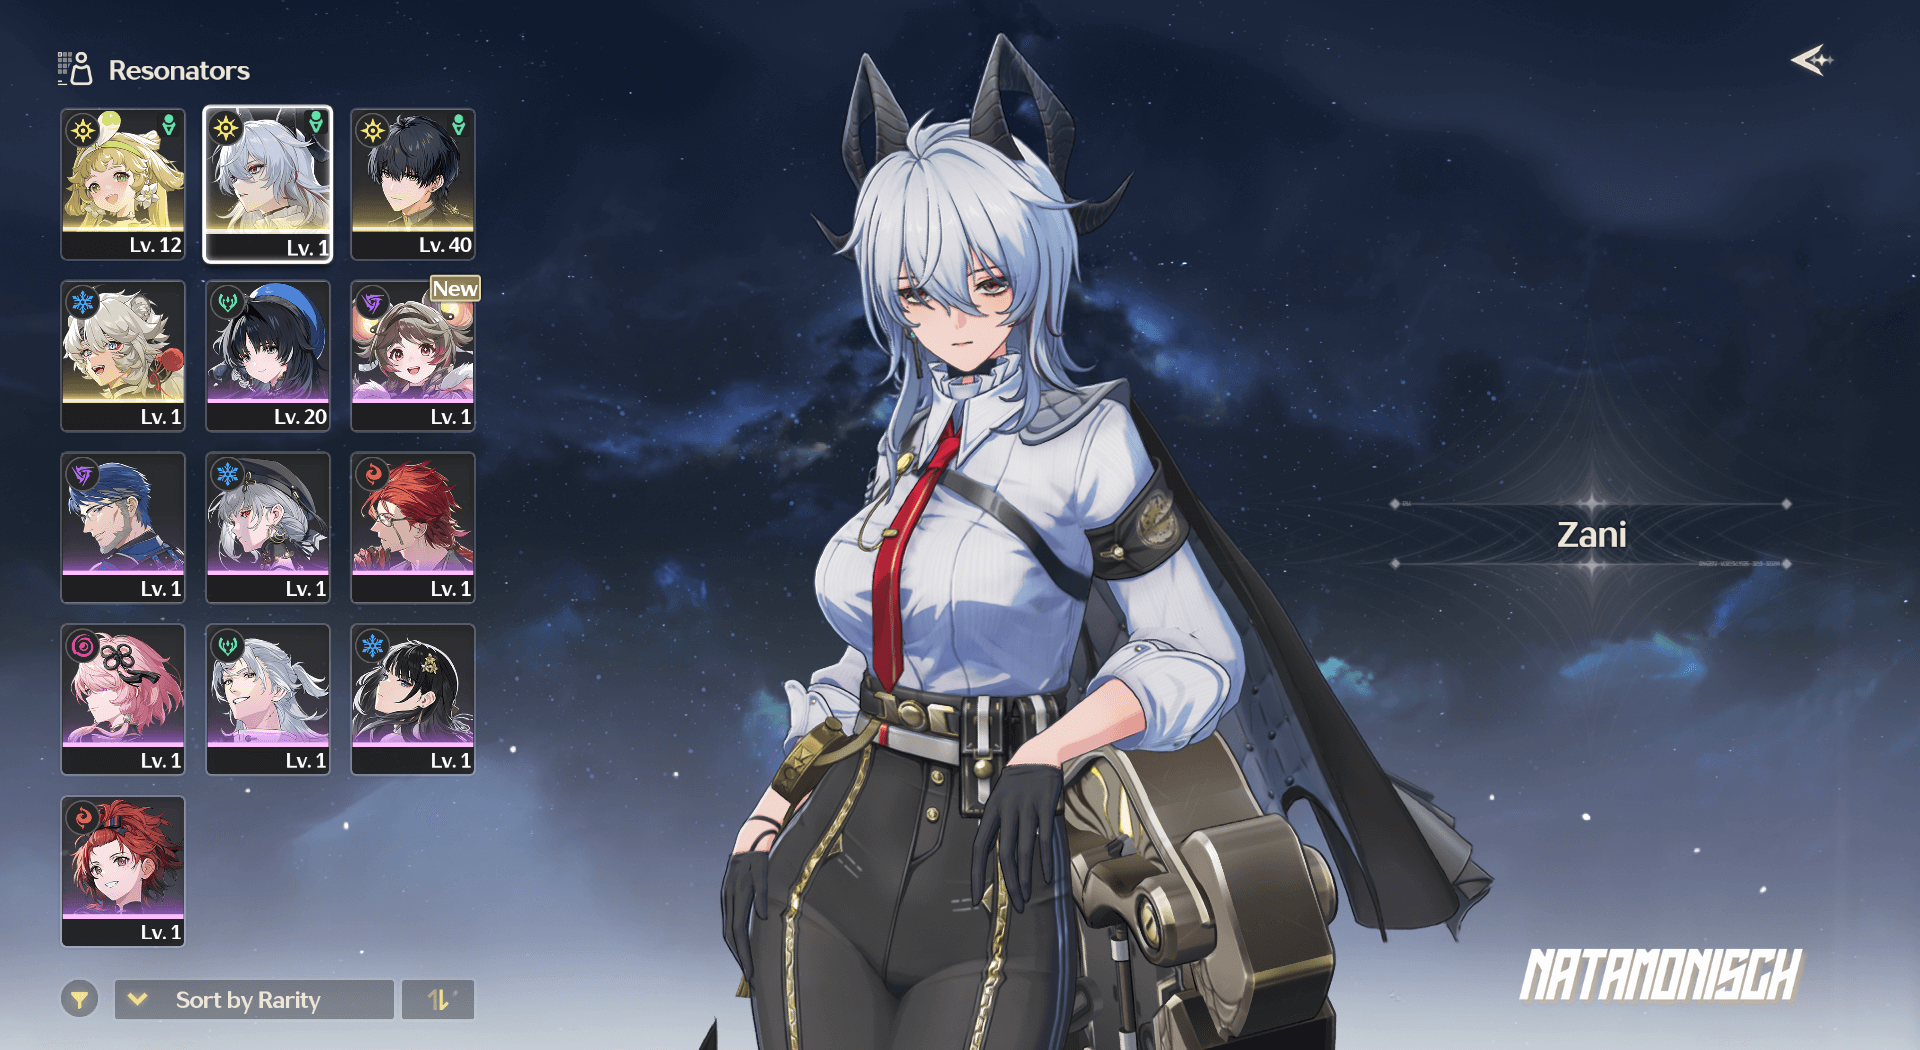 Resonators
Lv. 12
Lv. 1
Lv. 40
New
Lv. 1
Lv. 20
Lv. 1
Lv. 1
Lv. 1
Lv. 1
Lv. 1
Lv. 1
Lv. 1
Lv. 1
Sort by Rarity
Zani
NATAMONISCH